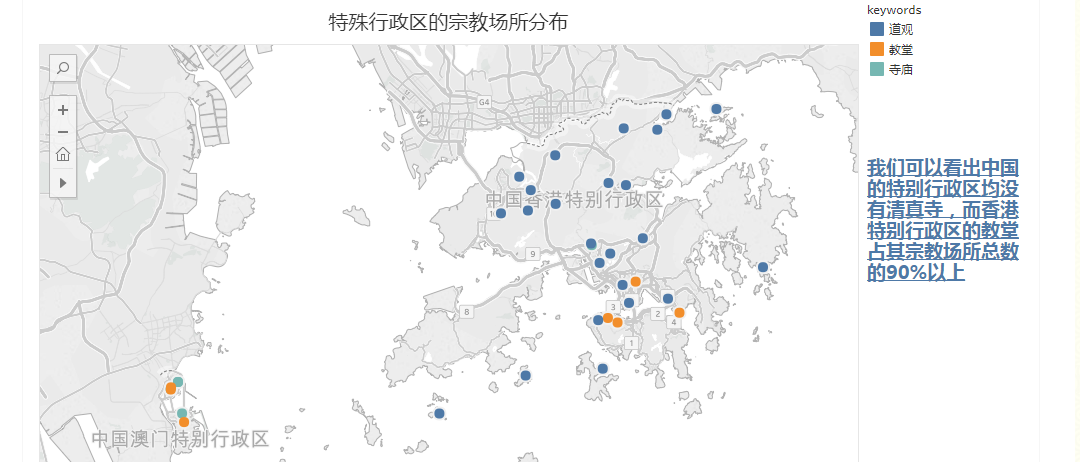 特殊行政区的宗教场所分布
keywords
道观
教堂
寺庙
我们可以看出中国
的特别行政区均没
有清真寺，而香港
特别行政区的教堂
占其宗教场所总数
的90%以上
G4
中国香港特别行政区
9
8
3
2
4
1
中国澳门特别行政区